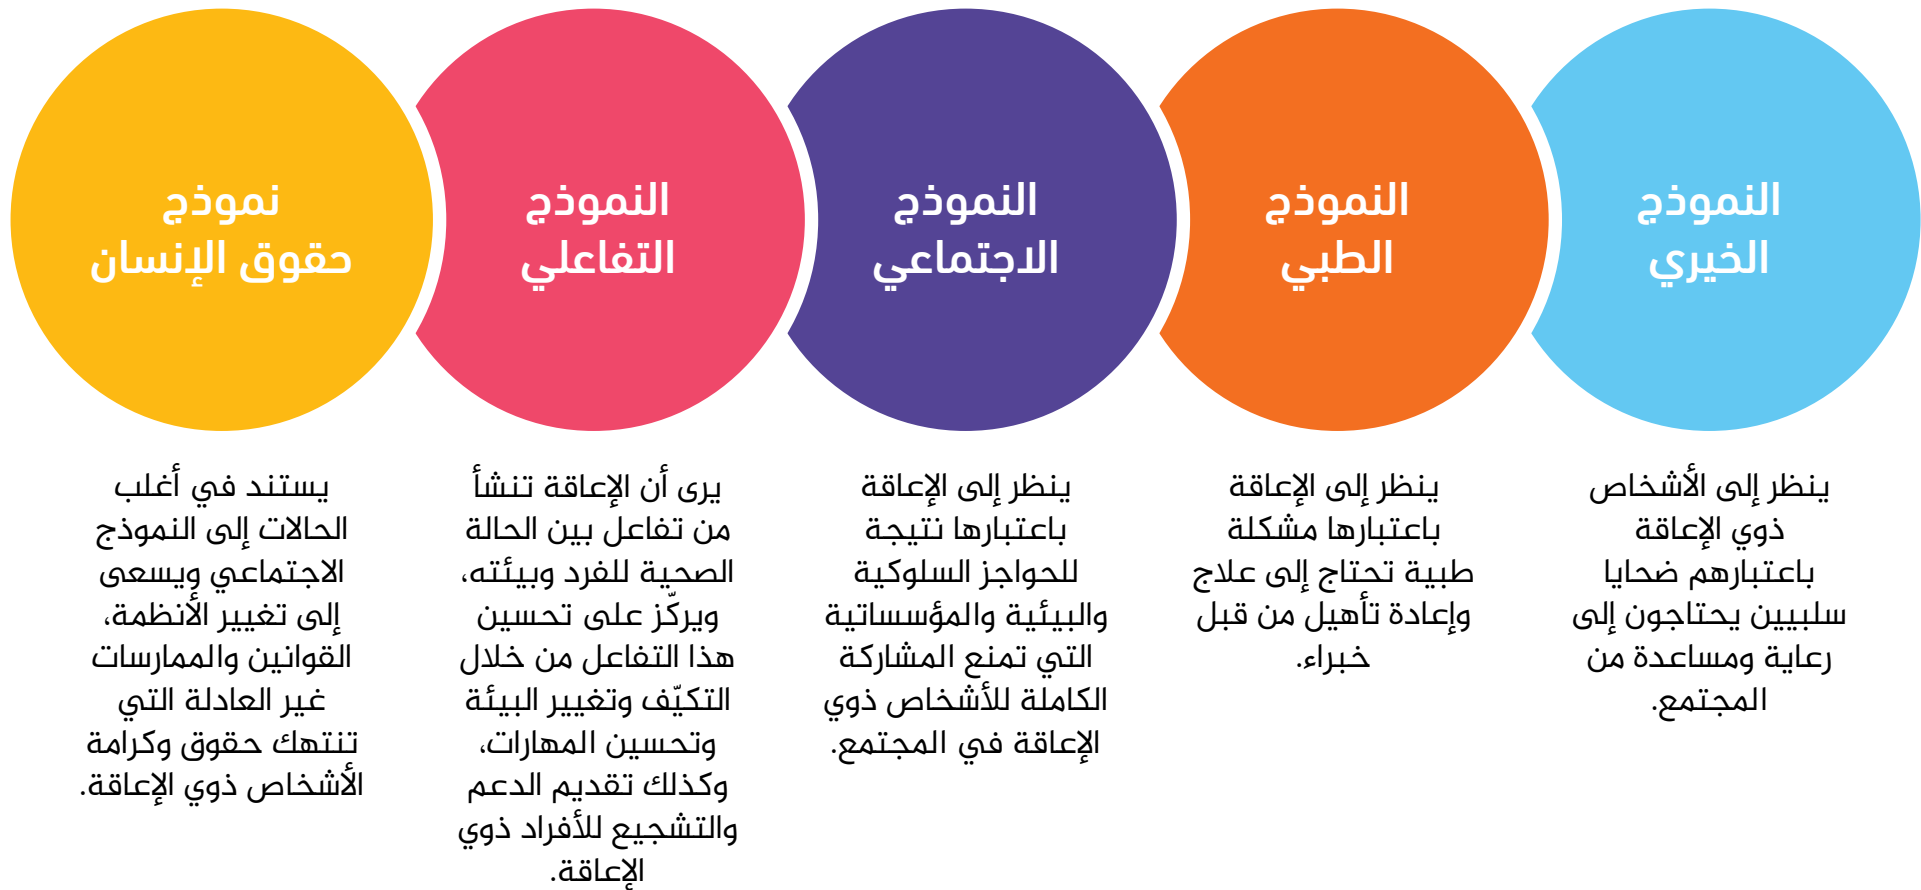 النموذج
الخيري
ينظر إلى الأشخاص
ذوي الإعاقة
باعتبارهم ضحايا
سلبيين يحتاجون إلى
رعاية ومساعدة من
المجتمع.
النموذج
الطبي
ينظر إلى الإعاقة
باعتبارها مشكلة
طبية تحتاج إلى علاج
وإعادة تأهيل من قبل
خبراء.
النموذج
الاجتماعي
ينظر إلى الإعاقة
باعتبارها نتيجة
للحواجز السلوكية
والبيئية والمؤسساتية
التي تمنع المشاركة
الكاملة للأشخاص ذوي
الإعاقة في المجتمع.
النموذج
التفاعلي
يرى أن الإعاقة تنشأ
من تفاعل بين الحالة
الصحية للفرد وبيئته،
ويركّز على تحسين
هذا التفاعل من خلال
التكيّف وتغيير البيئة
وتحسين المهارات،
وكذلك تقديم الدعم
والتشجيع للأفراد ذوي
الإعاقة.
نموذج
حقوق الإنسان
يستند في أغلب
الحالات إلى النموذج
الاجتماعي ويسعى
إلى تغيير الأنظمة،
القوانين والممارسات
غير العادلة التي
تنتهك حقوق وكرامة
الأشخاص ذوي الإعاقة.